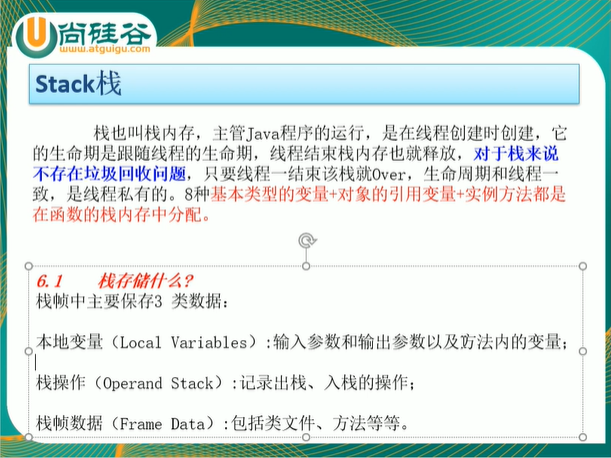 尚硅谷
www.atguigu.com
Stack栈
栈也叫栈内存，主管Java程序的运行，是在线程创建时创建，它
的生命期是跟随线程的生命期，线程结束栈内存也就释放，对于栈来说
不存在垃圾回收问题，只要线程一结束该栈就Over，生命周期和线程一
致，是线程私有的。8种基本类型的变量+对象的引用变量+实例方法都是
在函数的栈内存中分配。
6.1 栈存储什么?
栈帧中主要保存3 类数据：
本地变量（Local Variables）:输入参数和输出参数以及方法内的变量；
栈操作（Operand Stack）:记录出栈、入栈的操作；
栈帧数据（Frame Data）:包括类文件、方法等等。